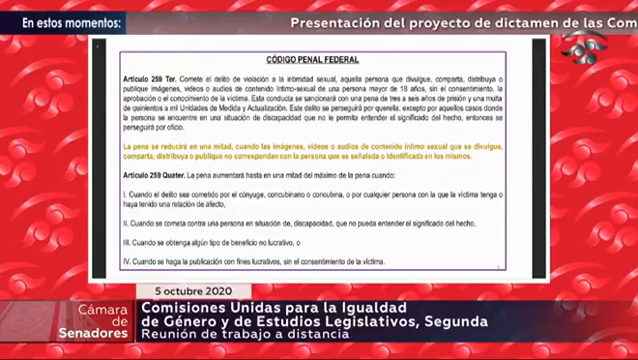 En estos momentos:
Presentación del proyecto de dictamen de las Com
CÓDIGO PENAL FEDERAL
Artículo 259 Ter. Comete el delito de violación a la intimidad sexual, aquella persona que divulgue, comparta, distribuya o
publique imágenes, videos o audios de contenido íntimo-sexual de una persona mayor de 18 años, sin el consentimiento, la
aprobación o el conocimiento de la víctima. Esta conducta se sancionará con una pena de tres a seis años de prisión y una multa
de quinientos a mil Unidades de Medida y Actualización. Este delito se perseguirá por querella, excepto por aquellos casos donde
la persona se encuentre en una situación de discapacidad que no le permita entender el significado del hecho, entonces se
perseguirá por oficio.
La pena se reducirá en una mitad, cuando las imágenes, videos o audios de contenido íntimo sexual que se divulgue,
comparta, distribuya o publique no correspondan con la persona que es señalada o identificada en los mismos.
Artículo 259 Quater. La pena aumentará hasta en una mitad del máximo de la pena cuando:
I. Cuando el delito sea cometido por el cónyuge, concubinario o concubina, o por cualquier persona con la que la víctima tenga o
haya tenido una relación de afecto,
II. Cuando se cometa contra una persona en situación de, discapacidad, que no pueda entender el significado del hecho,
III. Cuando se obtenga algún tipo de beneficio no lucrativo, o
IV. Cuando se haga la publicación con fines lucrativos, sin el consentimiento de la víctima.
5 octubre 2020
Cámara
de
Senadores
Comisiones Unidas para la Igualdad
de Género y de Estudios Legislativos, Segunda
Reunión de trabajo a distancia